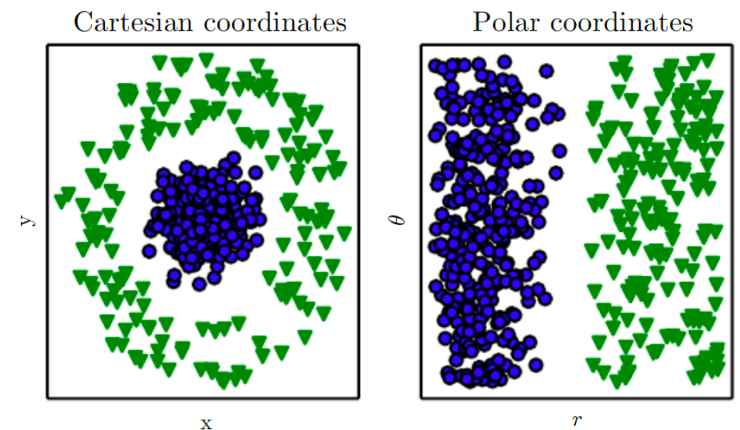 Cartesian coordinates
Polar coordinates
y
θ
x
r